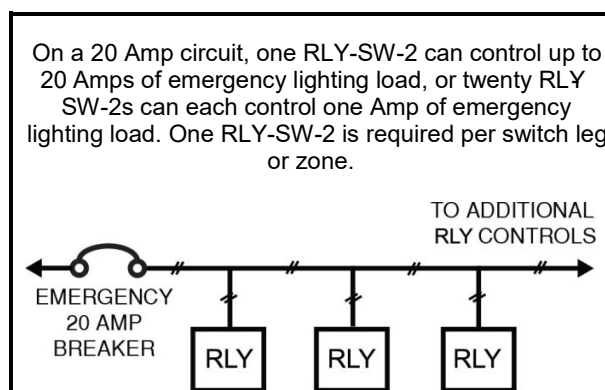 On a 20 Amp circuit, one RLY-SW-2 can control up to
20 Amps of emergency lighting load, or twenty RLY
SW-2s can each control one Amp of emergency
lighting load. One RLY-SW-2 is required per switch leg
or zone.
TO ADDITIONAL
RLY CONTROLS
EMERGENCY
20 AMP
BREAKER
RLY RLY RLY